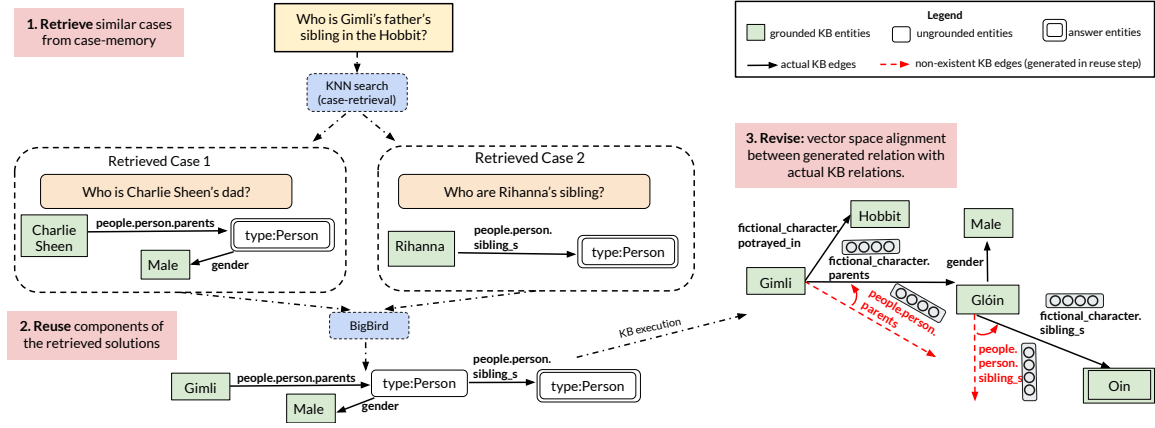 1. Retrieve similar cases
from case-memory
Who is Gimli's father's
sibling in the Hobbit?
KNN search
(case-retrieval)
Legend
grounded KB entities
ungrounded entities
answer entities
actual KB edges
non-existent KB edges (generated in reuse step)
Retrieved Case 1
Who is Charlie Sheen's dad?
Charlie
Sheen
people.person.parents
type:Person
Male
gender
Retrieved Case 2
Who are Rihanna's sibling?
Rihanna
people.person.
sibling_s
type:Person
2. Reuse components of
the retrieved solutions
BigBird
Gimli
people.person.parents
type:Person
people.person.
sibling_s
type:Person
Male
gender
KB execution
3. Revise: vector space alignment
between generated relation with
actual KB relations.
Hobbit
Male
fictional_character.
potrayed_in
fictional_character.
parents
gender
Gimli
Glóin
people.person.
parents
fictional_character.
sibling_s
people.
person.
sibling_s
Oin